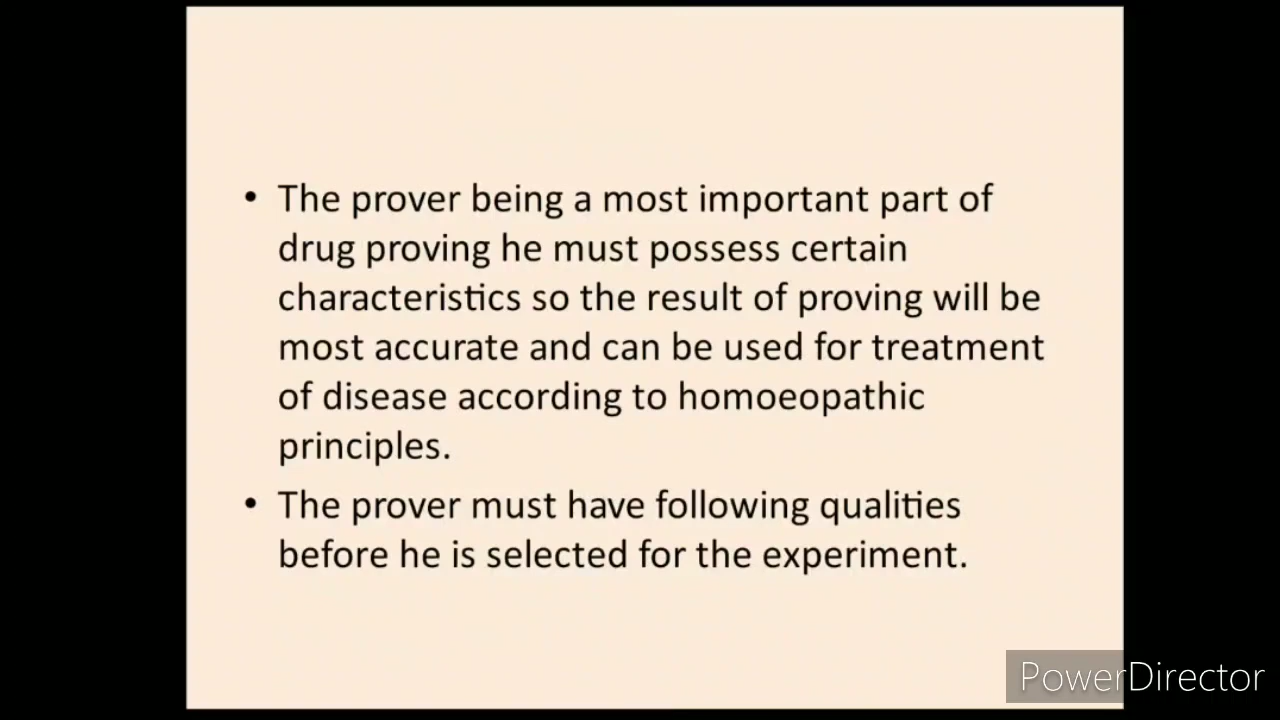 • The prover being a most important part of
drug proving he must possess certain
characteristics so the result of proving will be
most accurate and can be used for treatment
of disease according to homoeopathic
principles.
• The prover must have following qualities
before he is selected for the experiment.
PowerDirector